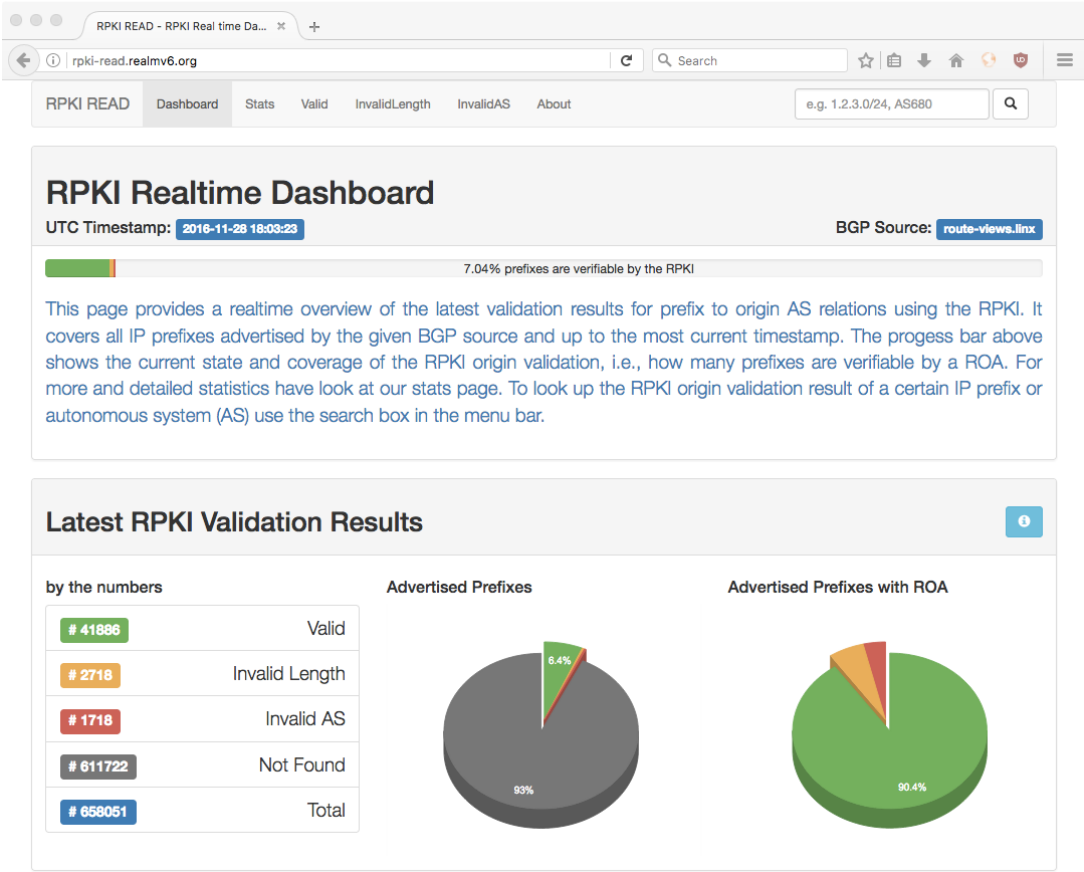 RPKI READ - RPKI Real time Da...
rpki-read.realmv6.org
Search
RPKI READ Dashboard Stats Valid InvalidLength InvalidAS About e.g. 1.2.3.0/24, AS680
RPKI Realtime Dashboard
UTC Timestamp: 2016-11-28 18:03:23 BGP Source: route-views.linx
7.04% prefixes are verifiable by the RPKI
This page provides a realtime overview of the latest validation results for prefix to origin AS relations using the RPKI. It
covers all IP prefixes advertised by the given BGP source and up to the most current timestamp. The progess bar above
shows the current state and coverage of the RPKI origin validation, i.e., how many prefixes are verifiable by a ROA. For
more and detailed statistics have look at our stats page. To look up the RPKI origin validation result of a certain IP prefix or
autonomous system (AS) use the search box in the menu bar.
Latest RPKI Validation Results
by the numbers
# 41886 Valid
# 2718 Invalid Length
# 1718 Invalid AS
# 611722 Not Found
# 658051 Total
Advertised Prefixes
6.4%
93%
Advertised Prefixes with ROA
90.4%